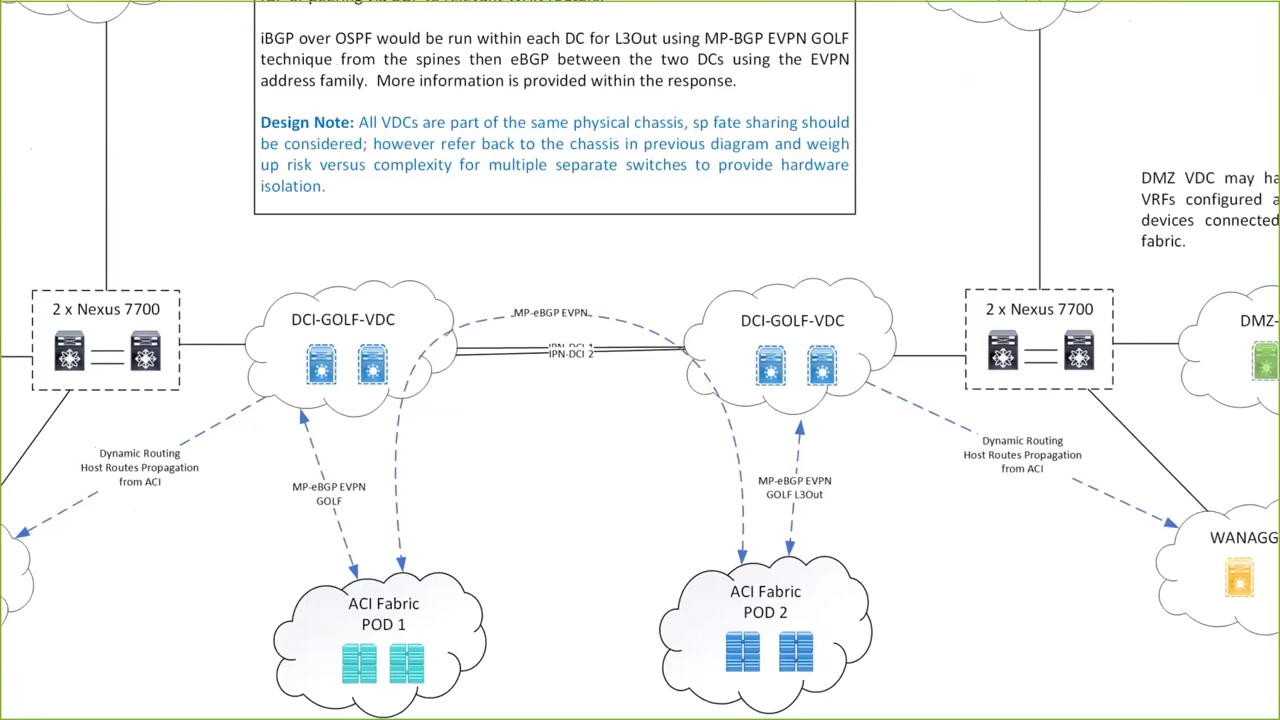 iBGP over OSPF would be run within each DC for L3Out using MP-BGP EVPN GOLF
technique from the spines then eBGP between the two DCs using the EVPN
address family. More information is provided within the response.
Design Note: All VDCs are part of the same physical chassis, sp fate sharing should
be considered; however refer back to the chassis in previous diagram and weigh
up risk versus complexity for multiple separate switches to provide hardware
isolation.
DMZ VDC may
VRFs configured
devices connected
fabric.
2 x Nexus 7700
DCI-GOLF-VDC
MP-eBGP EVPN
IPN-DCI 1
IPN-DCI 2
DCI-GOLF-VDC
2 x Nexus 7700
DMZ-
Dynamic Routing
Host Routes Propagation
from ACI
MP-eBGP EVPN
GOLF
MP-eBGP EVPN
GOLF L3Out
Dynamic Routing
Host Routes Propagation
from ACI
WANAGG
ACI Fabric
POD 1
ACI Fabric
POD 2